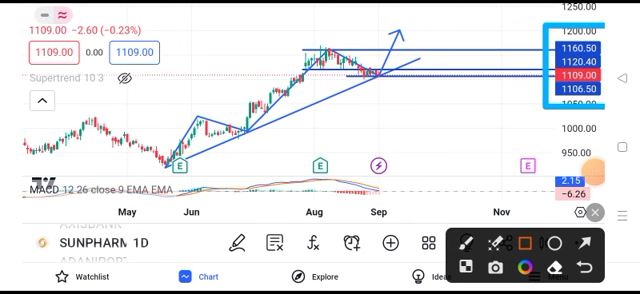 1250.00
1109.00 −2.60 (−0.23%)
1200.00
1109.00 0.00 1109.00
1160.50
1120.40
1109.00
1106.50
Supertrend 10 3
1050.00
1000.00
950.00
E E E
MACD 12 26 close 9 EMA EMA
2.15
−6.26
May Jun Aug Sep Nov
AXISBANK
SUNPHARM 1D
ADANIPORT
Watchlist Chart Explore Ideas Menu